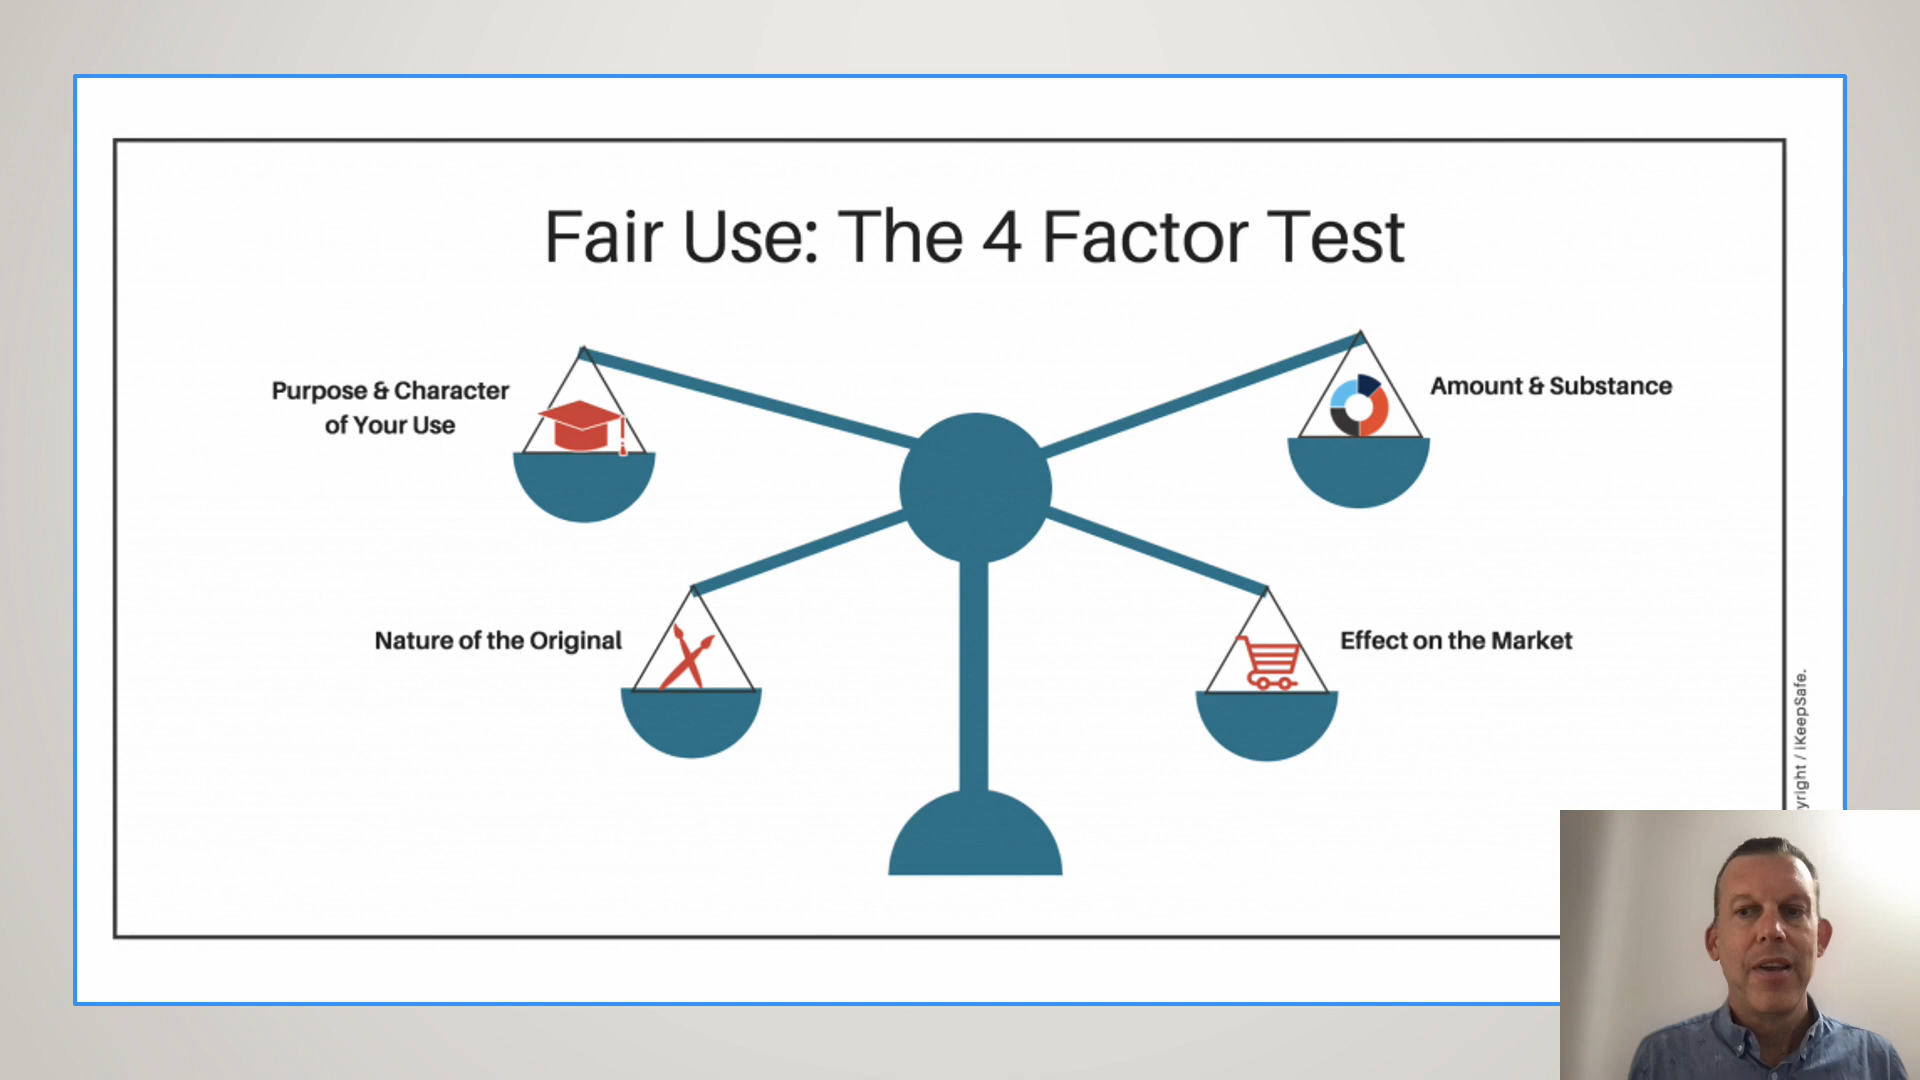 Fair Use: The 4 Factor Test
Purpose & Character
of Your Use
Amount & Substance
Nature of the Original
Effect on the Market
/ iKeepSafe.